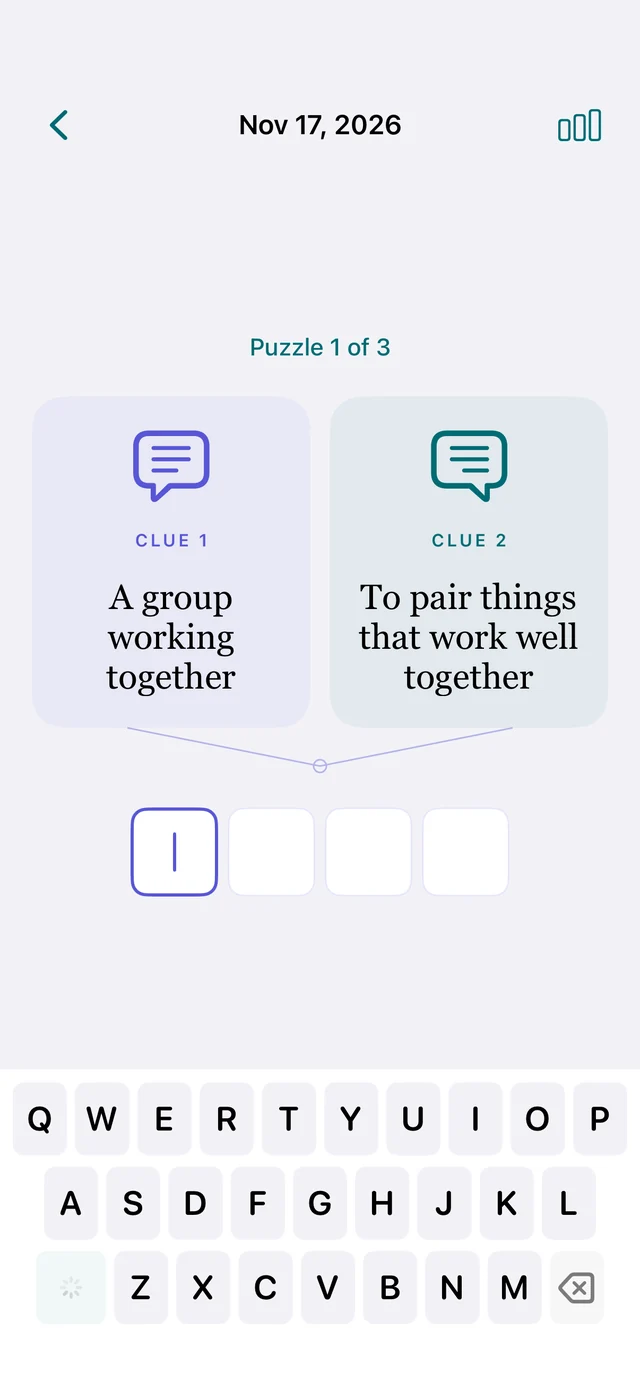 Nov 17, 2026
Puzzle 1 of 3
CLUE 1
A group
working
together
CLUE 2
To pair things
that work well
together
Q W E R T Y U I O P
A S D F G H J K L
Z X C V B N M